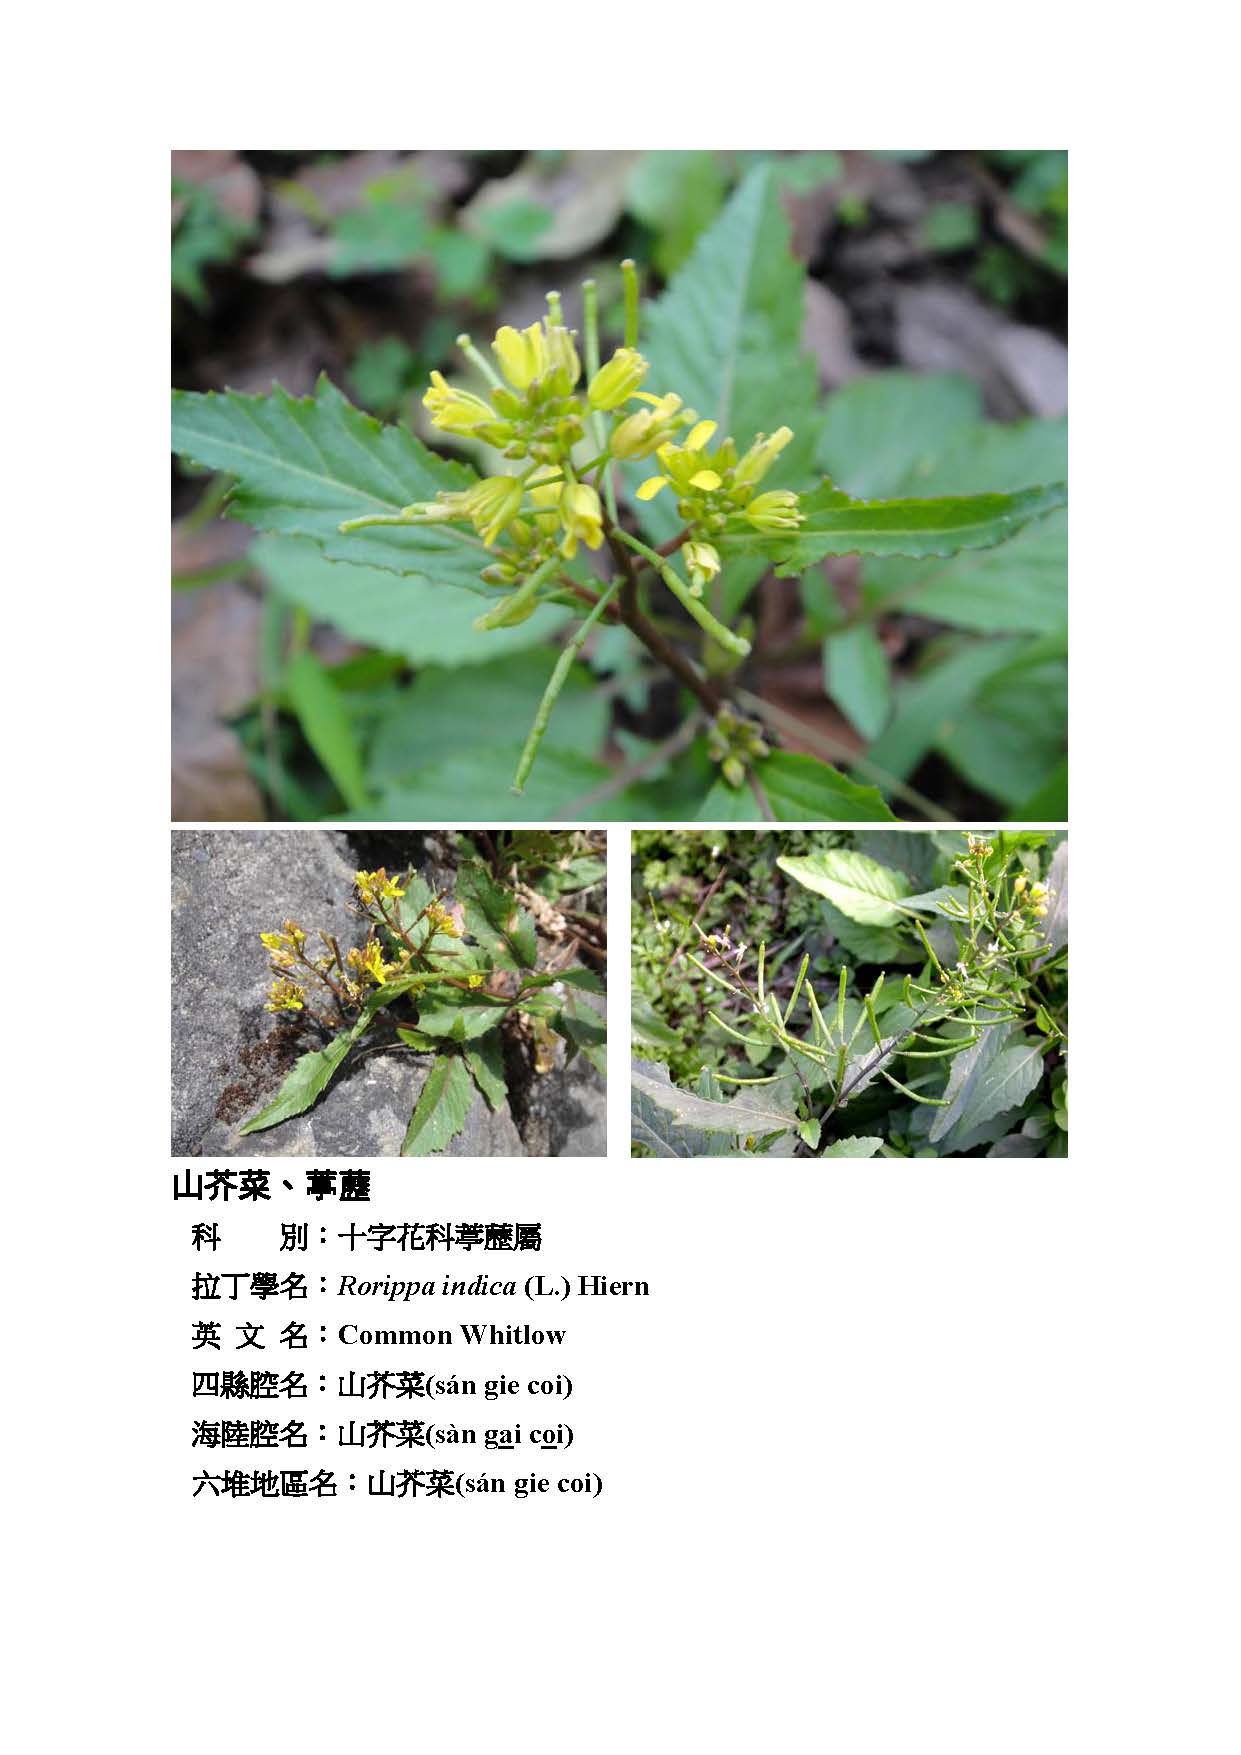 山芥菜、葶藶
科　　別：十字花科葶藶屬
拉丁學名：Rorippa indica (L.) Hiern
英 文 名：Common Whitlow
四縣腔名：山芥菜(sán gie coi)
海陸腔名：山芥菜(sàn gai coi)
六堆地區名：山芥菜(sán gie coi)